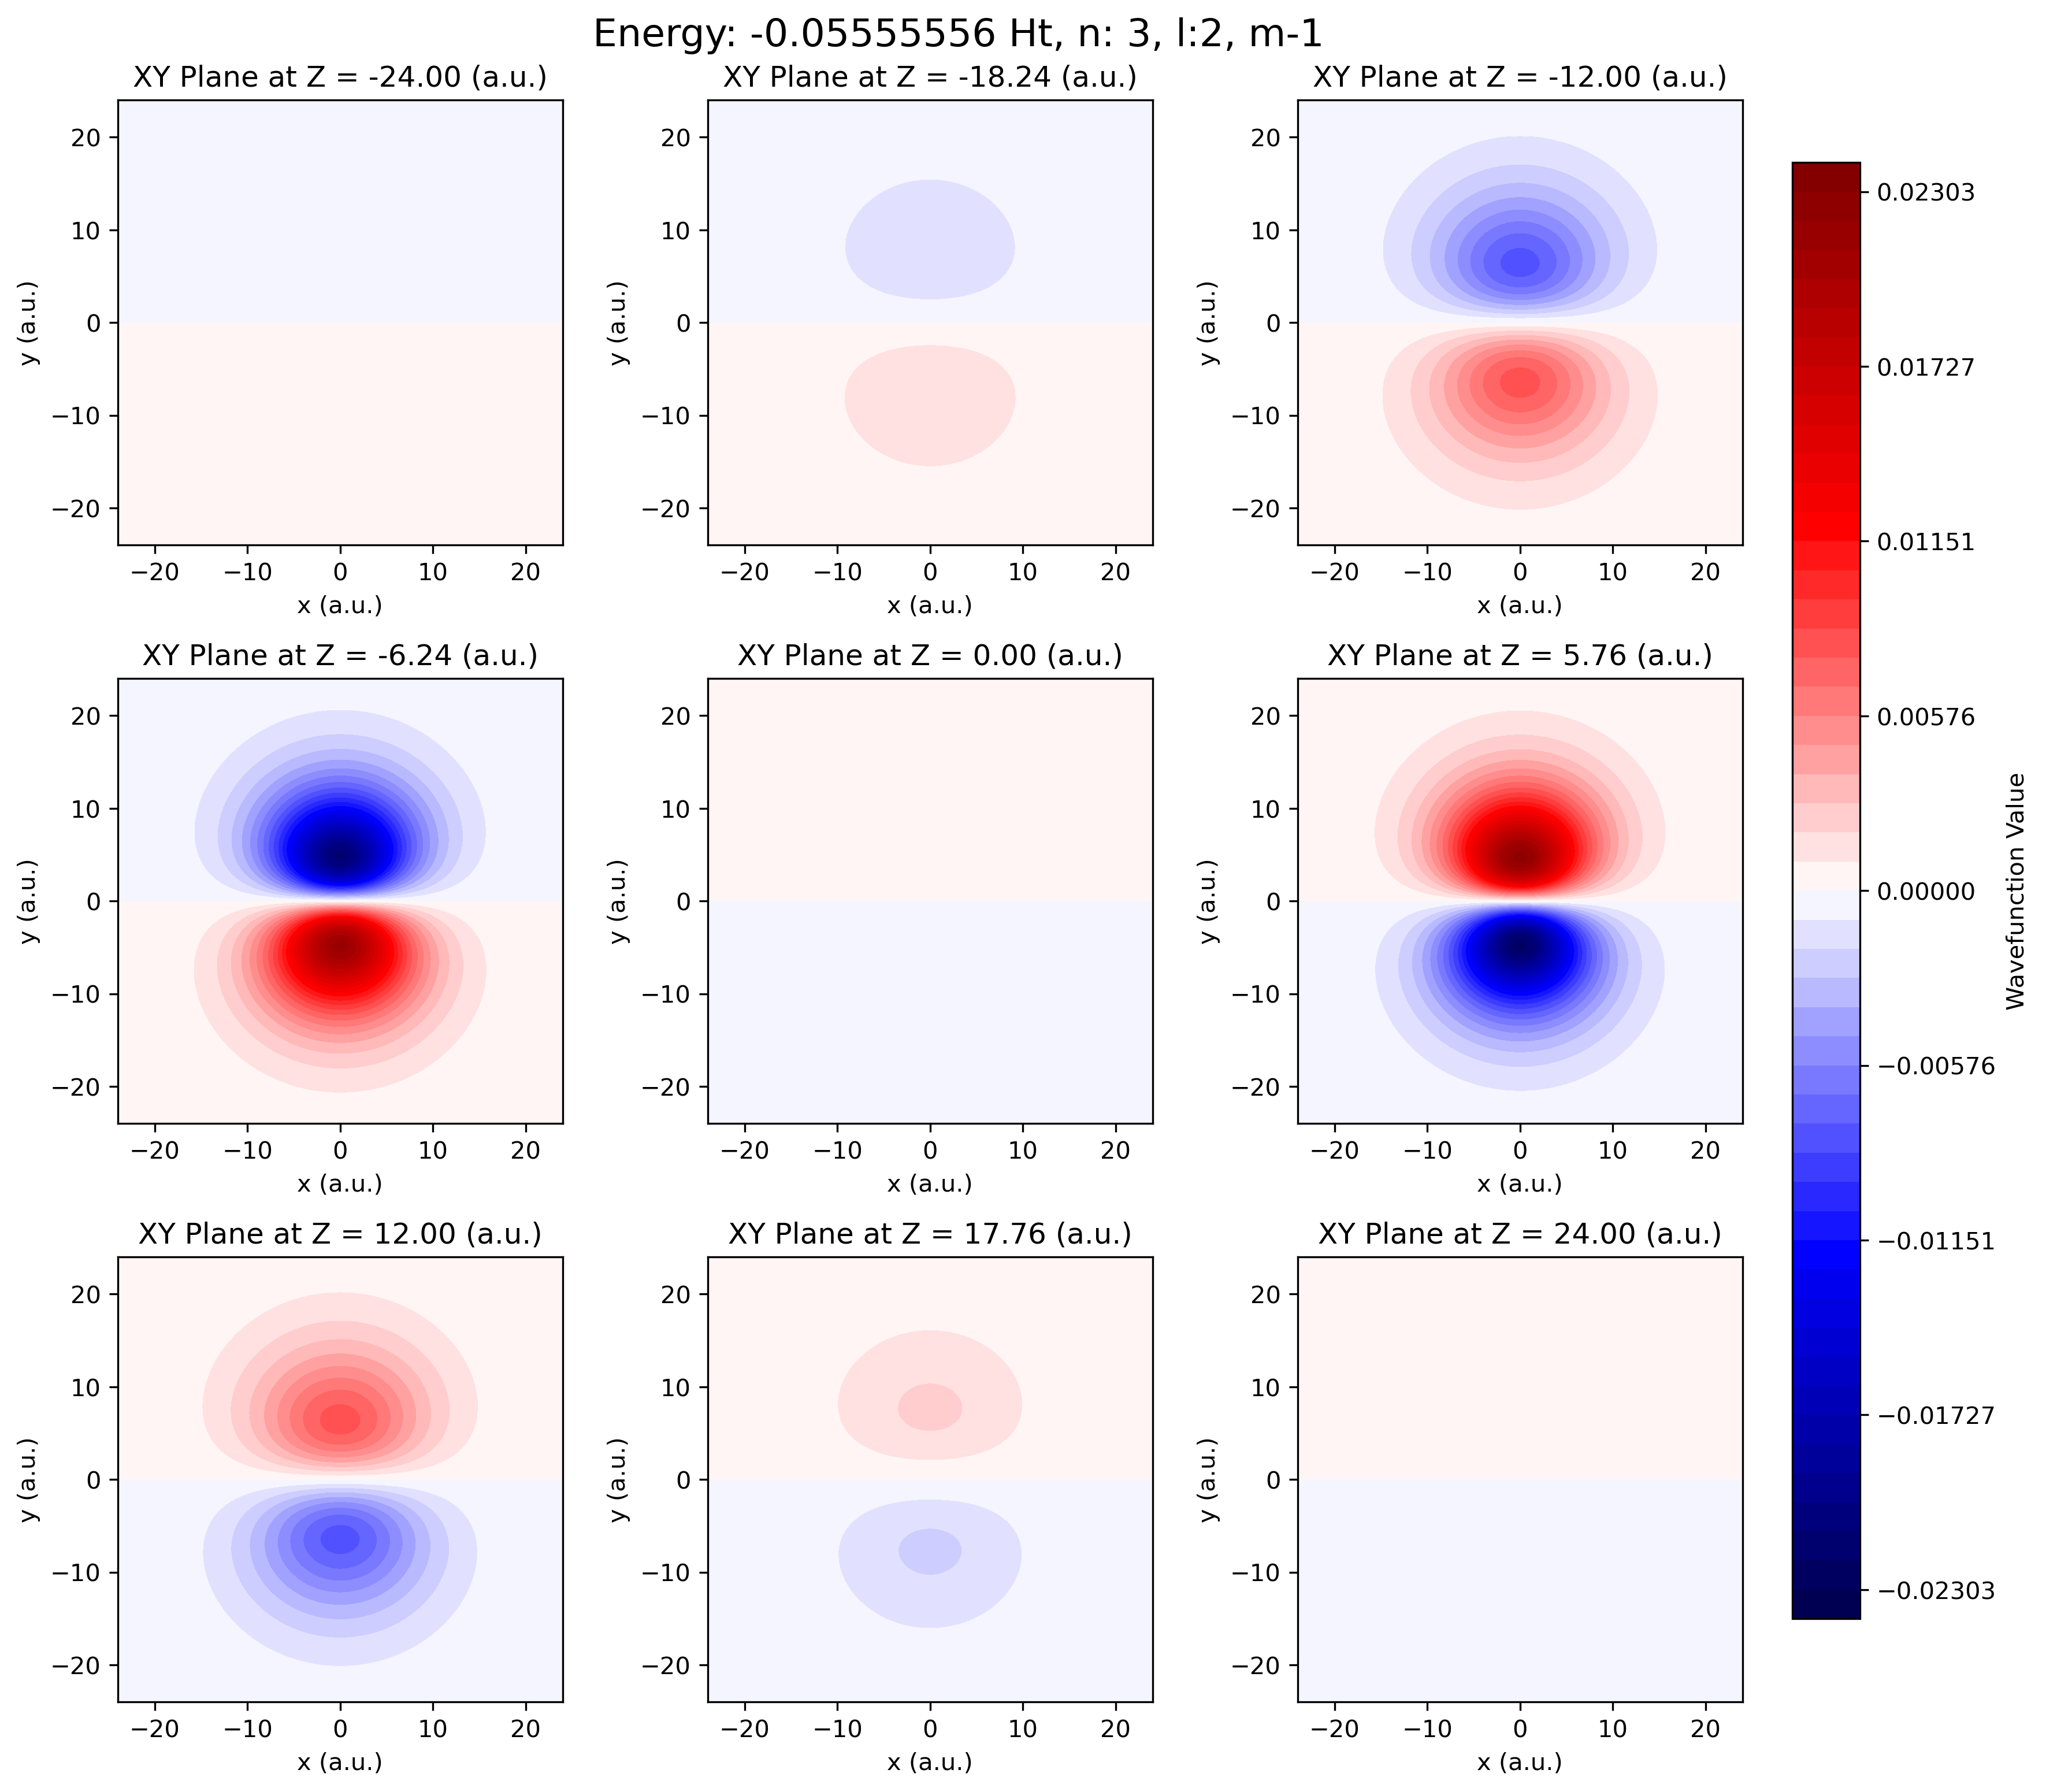 Energy: -0.05555556 Ht, n: 3, l:2, m-1
XY Plane at Z = -24.00 (a.u.)
20
10
0
−10
−20
y (a.u.)
−20 −10 0 10 20
x (a.u.)
XY Plane at Z = -18.24 (a.u.)
20
10
0
−10
−20
y (a.u.)
−20 −10 0 10 20
x (a.u.)
XY Plane at Z = -12.00 (a.u.)
20
10
0
−10
−20
y (a.u.)
−20 −10 0 10 20
x (a.u.)
XY Plane at Z = -6.24 (a.u.)
20
10
0
−10
−20
y (a.u.)
−20 −10 0 10 20
x (a.u.)
XY Plane at Z = 0.00 (a.u.)
20
10
0
−10
−20
y (a.u.)
−20 −10 0 10 20
x (a.u.)
XY Plane at Z = 5.76 (a.u.)
20
10
0
−10
−20
y (a.u.)
−20 −10 0 10 20
x (a.u.)
XY Plane at Z = 12.00 (a.u.)
20
10
0
−10
−20
y (a.u.)
−20 −10 0 10 20
x (a.u.)
XY Plane at Z = 17.76 (a.u.)
20
10
0
−10
−20
y (a.u.)
−20 −10 0 10 20
x (a.u.)
XY Plane at Z = 24.00 (a.u.)
20
10
0
−10
−20
y (a.u.)
−20 −10 0 10 20
x (a.u.)
0.02303
0.01727
0.01151
0.00576
0.00000
−0.00576
−0.01151
−0.01727
−0.02303
Wavefunction Value